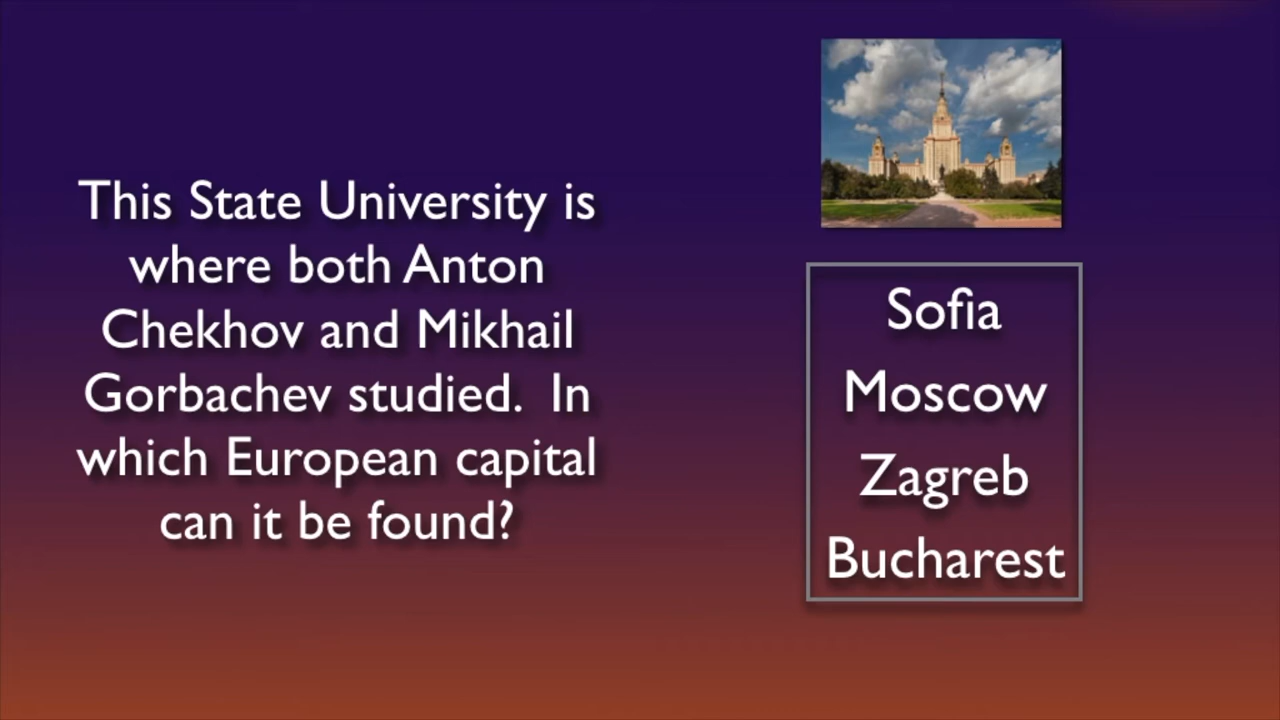 This State University is
where both Anton
Chekhov and Mikhail
Gorbachev studied.  In
which European capital
can it be found?
Sofia
Moscow
Zagreb
Bucharest